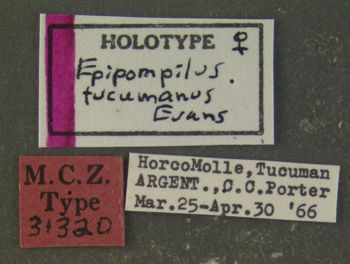 HOLOTYPE ♀
Epipompilus
tucumanus
Evans
M.C.Z.
Type
31320
HorcoMolle, Tucuman
ARGENT., C.C.Porter
Mar.25-Apr.30 '66